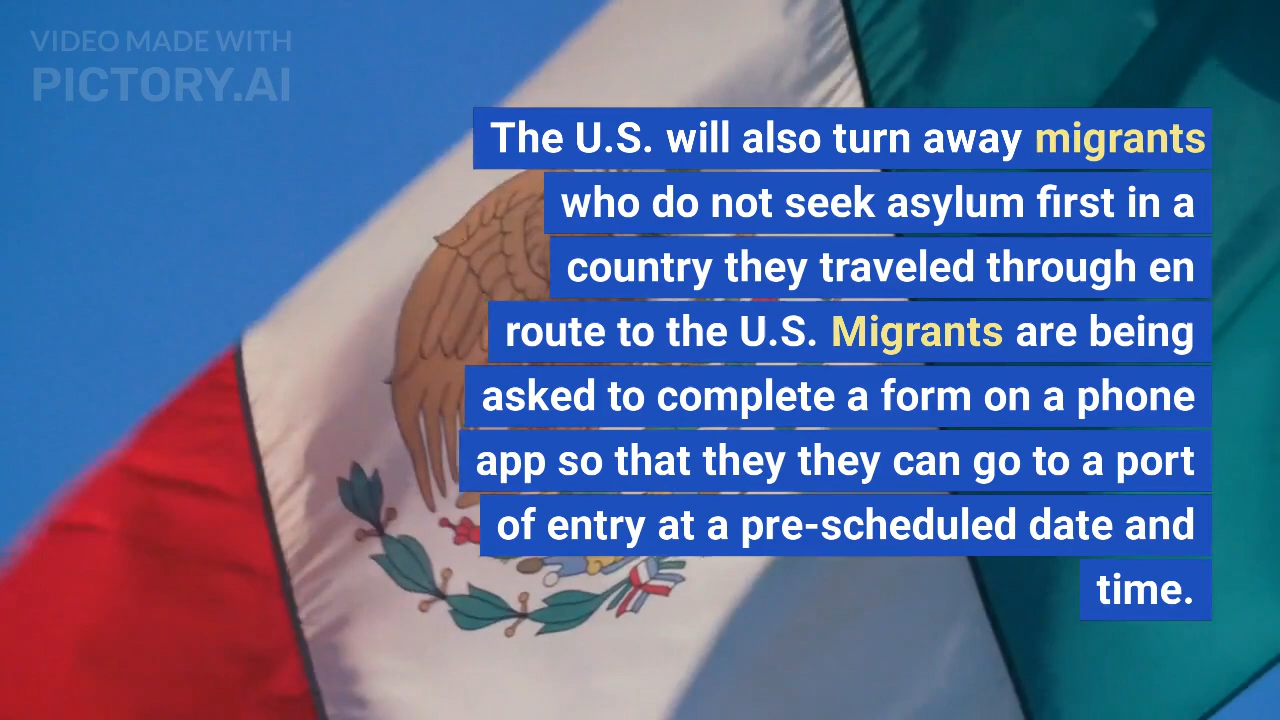 VIDEO MADE WITH
PICTORY.AI
The U.S. will also turn away migrants
who do not seek asylum first in a
country they traveled through en
route to the U.S. Migrants are being
asked to complete a form on a phone
app so that they they can go to a port
of entry at a pre-scheduled date and
time.